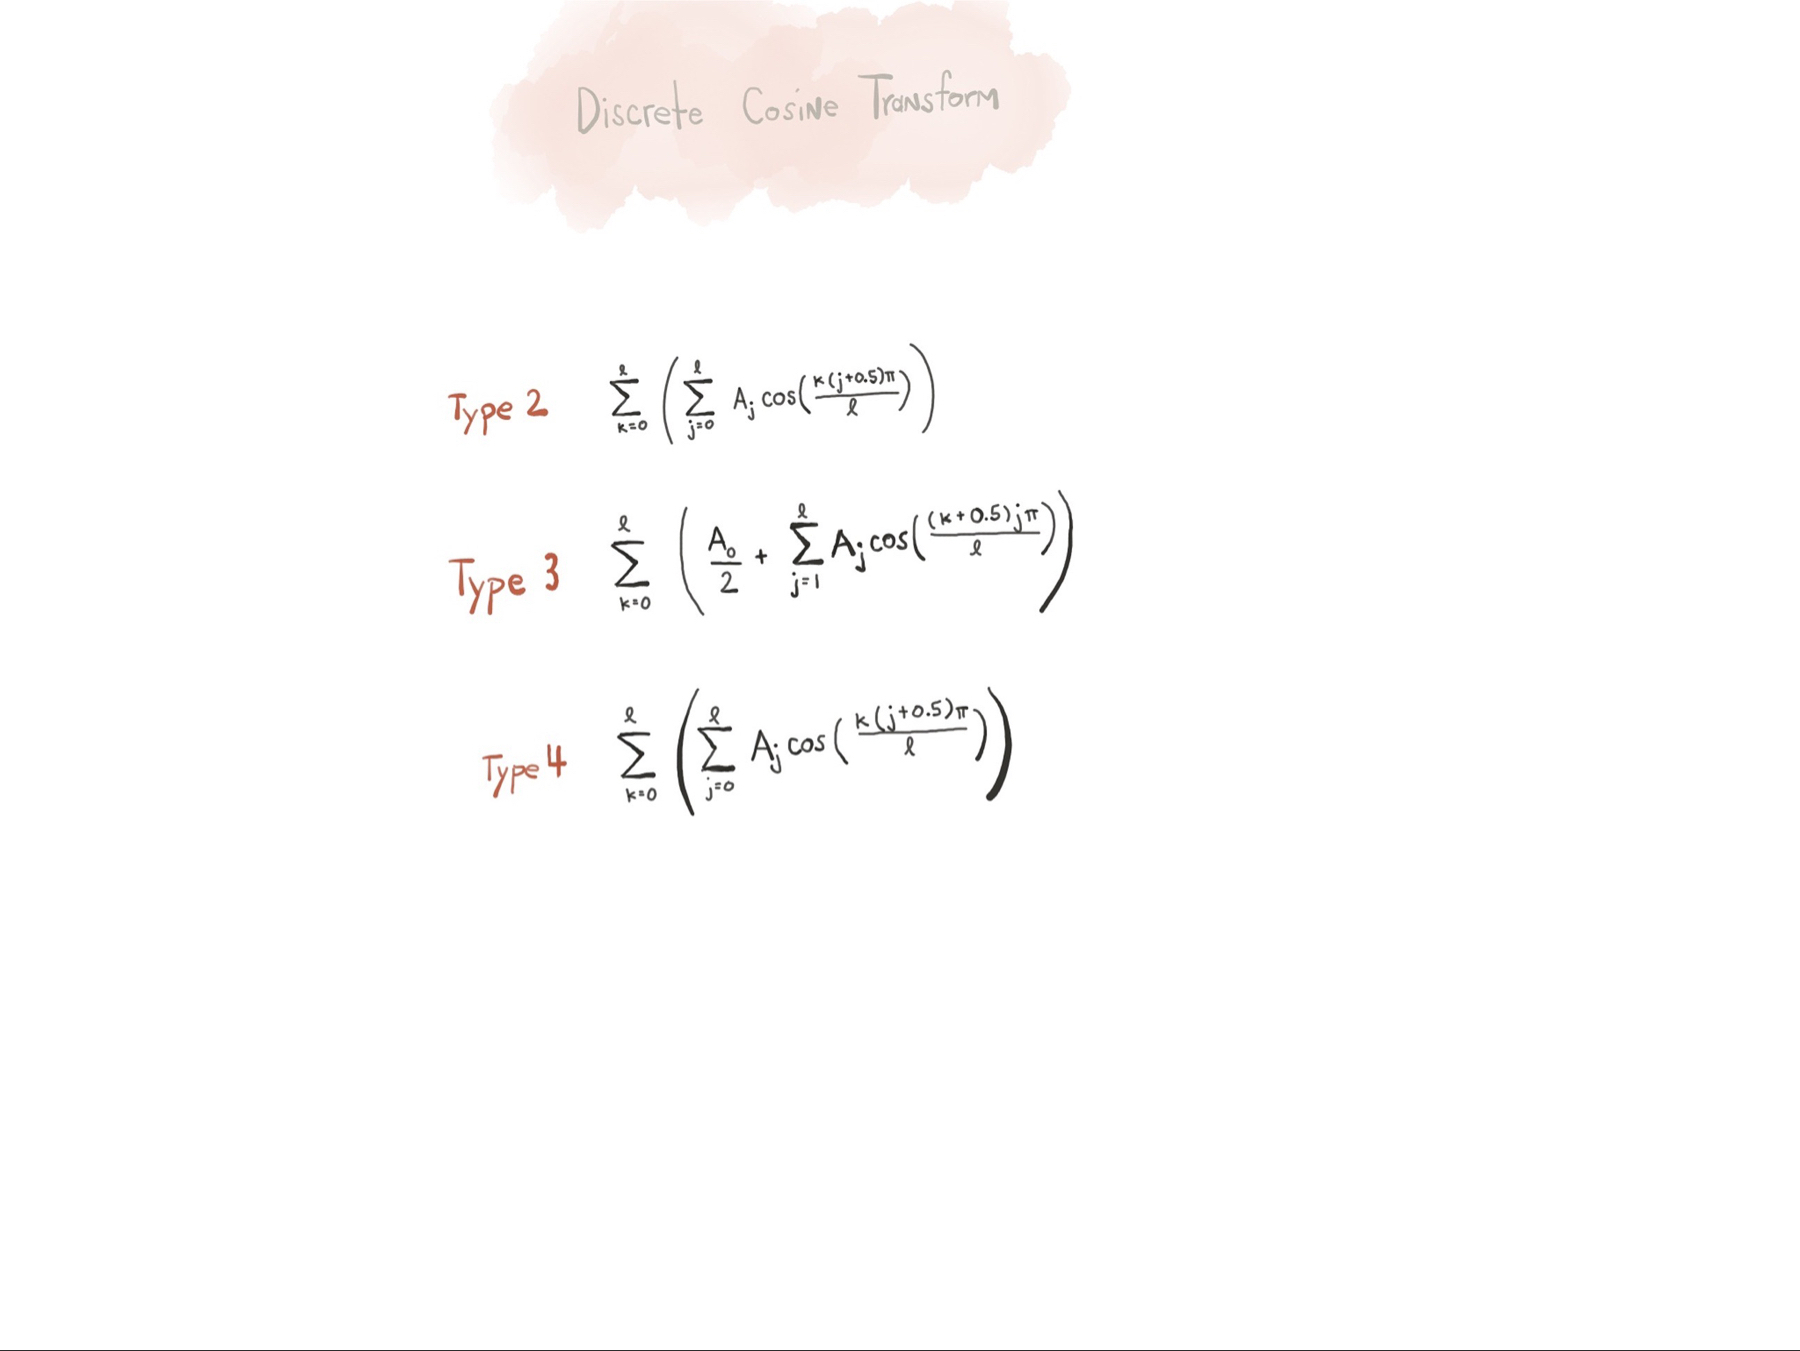 Discrete Cosine Transform
Type 2 \sum_{k=0}^{\ell} \left( \sum_{j=0}^{\ell} A_j \cos\left( \frac{k(j+0.5)\pi}{\ell} \right) \right)
Type 3 \sum_{k=0}^{\ell} \left( \frac{A_0}{2} + \sum_{j=1}^{\ell} A_j \cos\left( \frac{(k+0.5)j\pi}{\ell} \right) \right)
Type 4 \sum_{k=0}^{\ell} \left( \sum_{j=0}^{\ell} A_j \cos\left( \frac{k(j+0.5)\pi}{\ell} \right) \right)